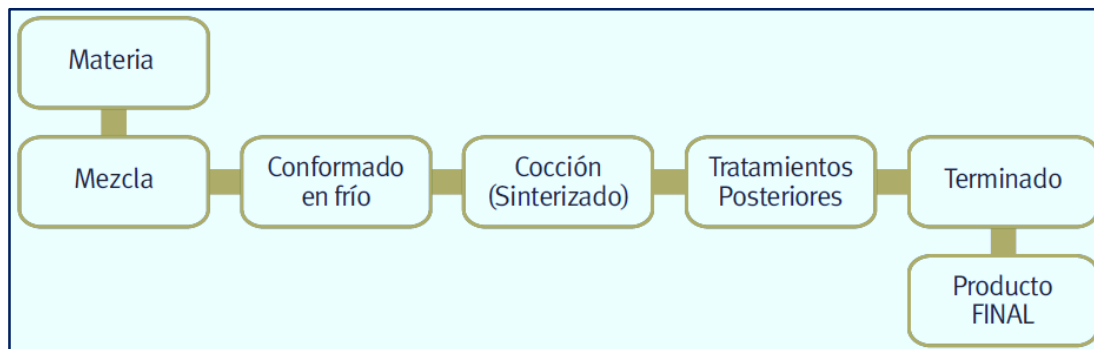 Materia
Mezcla
Conformado
en frío
Cocción
(Sinterizado)
Tratamientos
Posteriores
Terminado
Producto
FINAL